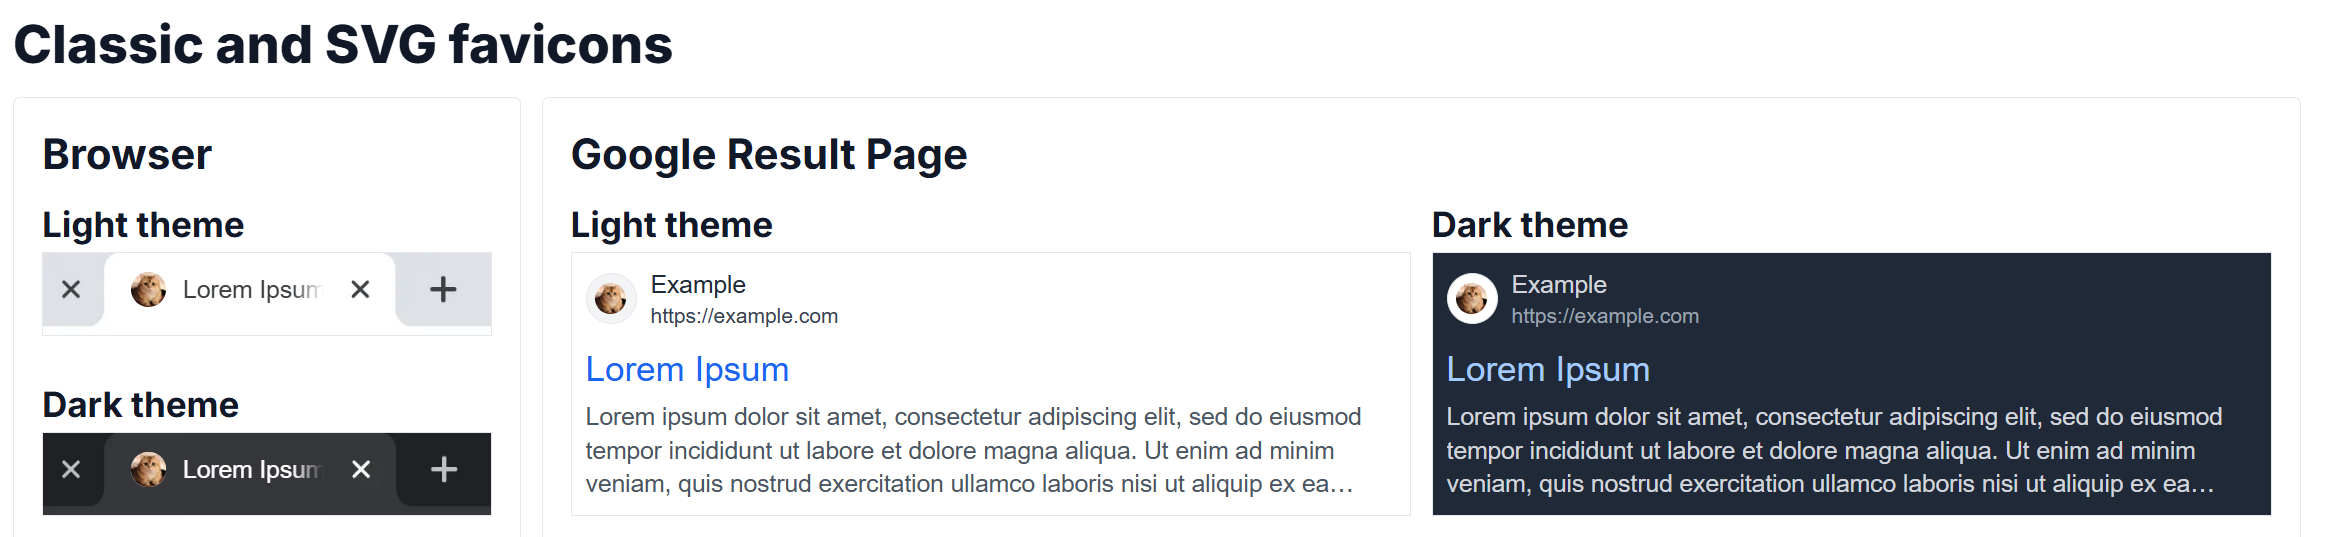 Classic and SVG favicons
Browser
Light theme
Lorem Ipsum
Dark theme
Lorem Ipsum
Google Result Page
Light theme
Example
https://example.com
Lorem Ipsum
Lorem ipsum dolor sit amet, consectetur adipiscing elit, sed do eiusmod
tempor incididunt ut labore et dolore magna aliqua. Ut enim ad minim
veniam, quis nostrud exercitation ullamco laboris nisi ut aliquip ex ea…
Dark theme
Example
https://example.com
Lorem Ipsum
Lorem ipsum dolor sit amet, consectetur adipiscing elit, sed do eiusmod
tempor incididunt ut labore et dolore magna aliqua. Ut enim ad minim
veniam, quis nostrud exercitation ullamco laboris nisi ut aliquip ex ea…